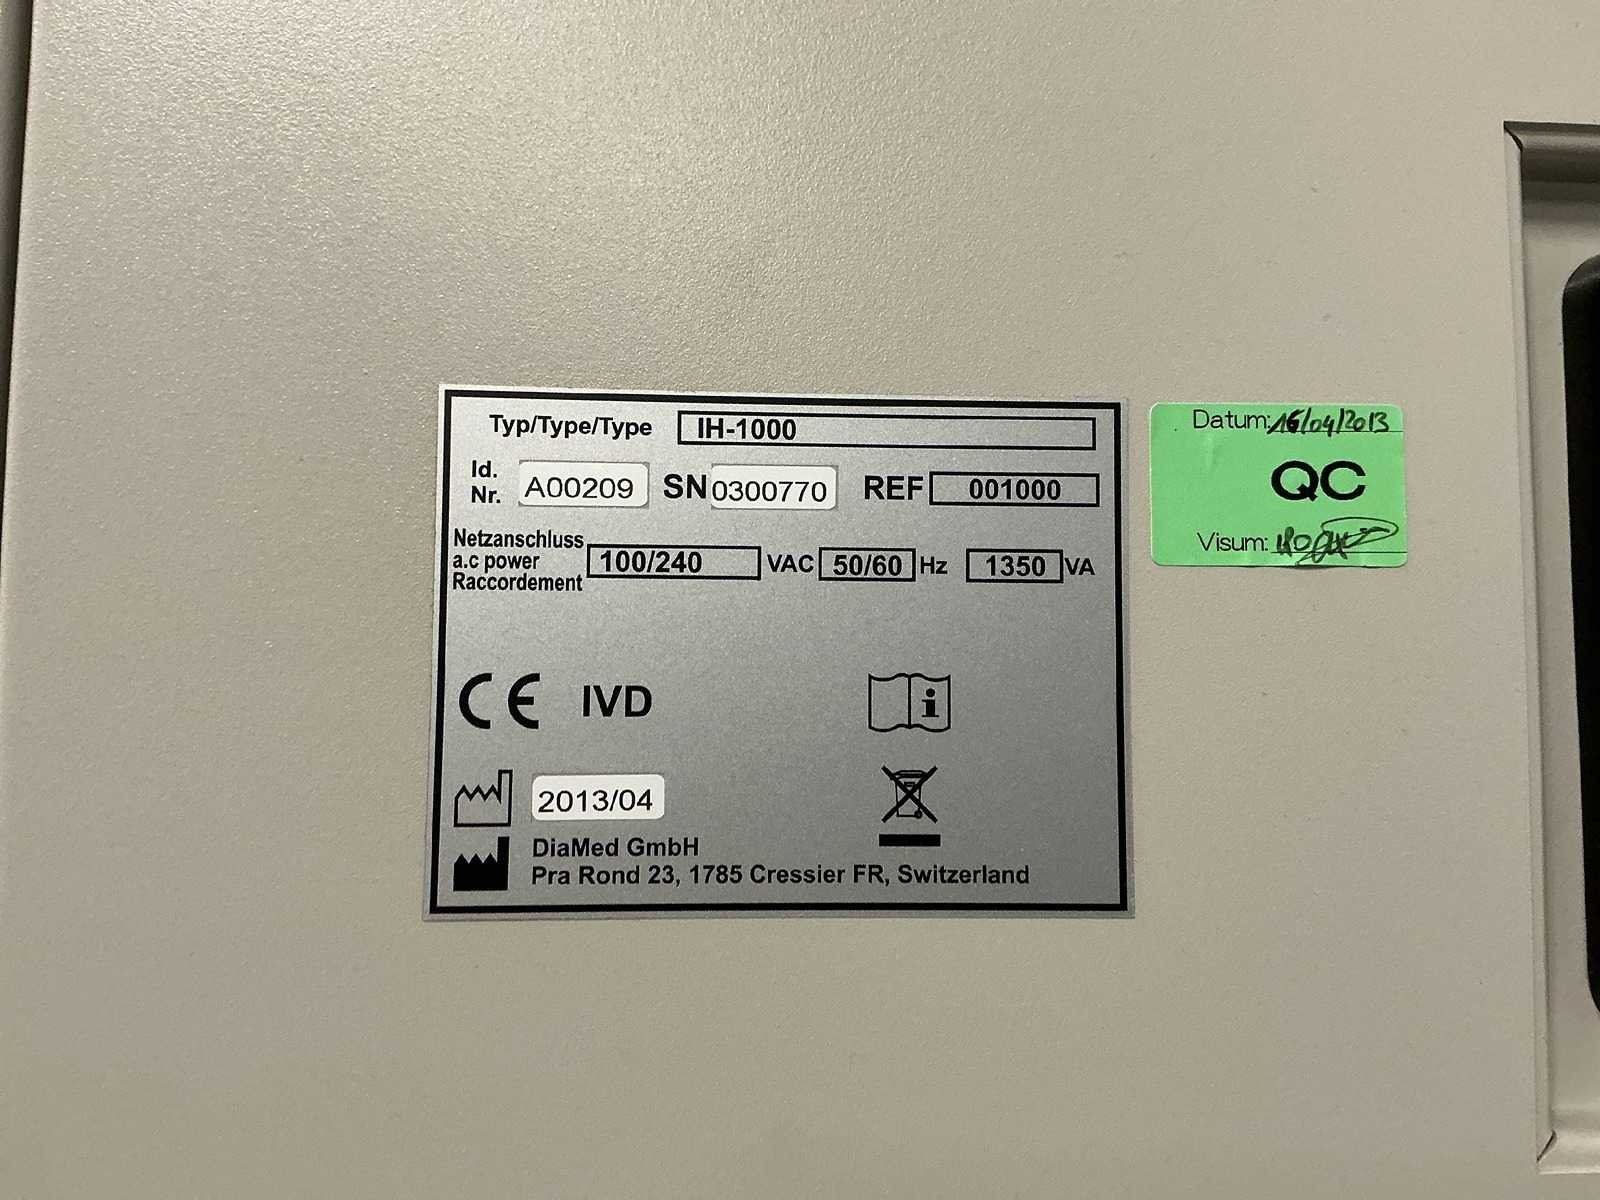 Typ/Type/Type IH-1000
Id.
Nr. A00209 SN 0300770 REF 001000
Netzanschluss
a.c power 100/240 VAC 50/60 Hz 1350 VA
Raccordement
CE IVD
i
2013/04
DiaMed GmbH
Pra Rond 23, 1785 Cressier FR, Switzerland
Datum: 16/04/2013
QC
Visum: